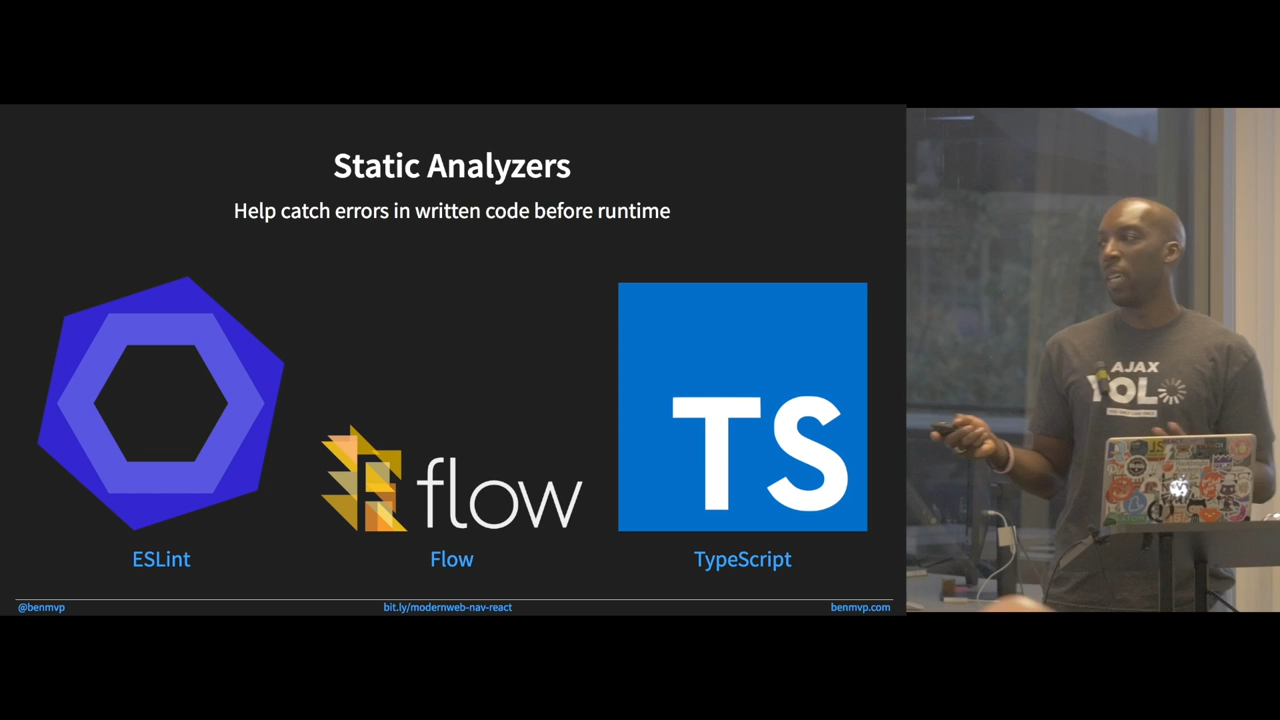 Static Analyzers
Help catch errors in written code before runtime
flow
TS
ESLint
Flow
TypeScript
@benmvp
bit.ly/modernweb-nav-react
benmvp.com
AJAX
JS